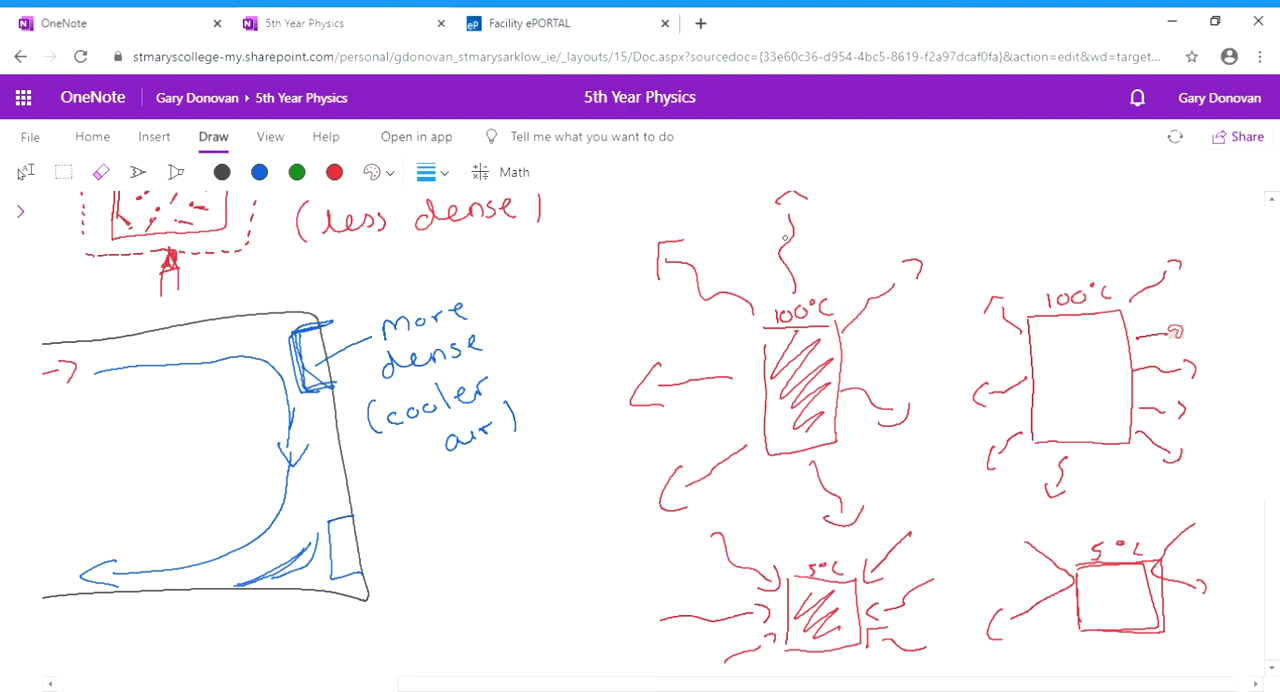 OneNote
5th Year Physics
Facility ePORTAL
stmaryscollege-my.sharepoint.com/personal/gdonovan_stmarysarklow_ie/_layouts/15/Doc.aspx?sourcedoc={33e60c36-d954-4bc5-8619-f2a97dcaf0fa}&action=edit&wd=target...
OneNote
Gary Donovan › 5th Year Physics
5th Year Physics
Gary Donovan
File Home Insert Draw View Help Open in app Tell me what you want to do
Share
Math
(less dense)
more
dense
(cooler
air)
100°C
100°C
5°C
5°C